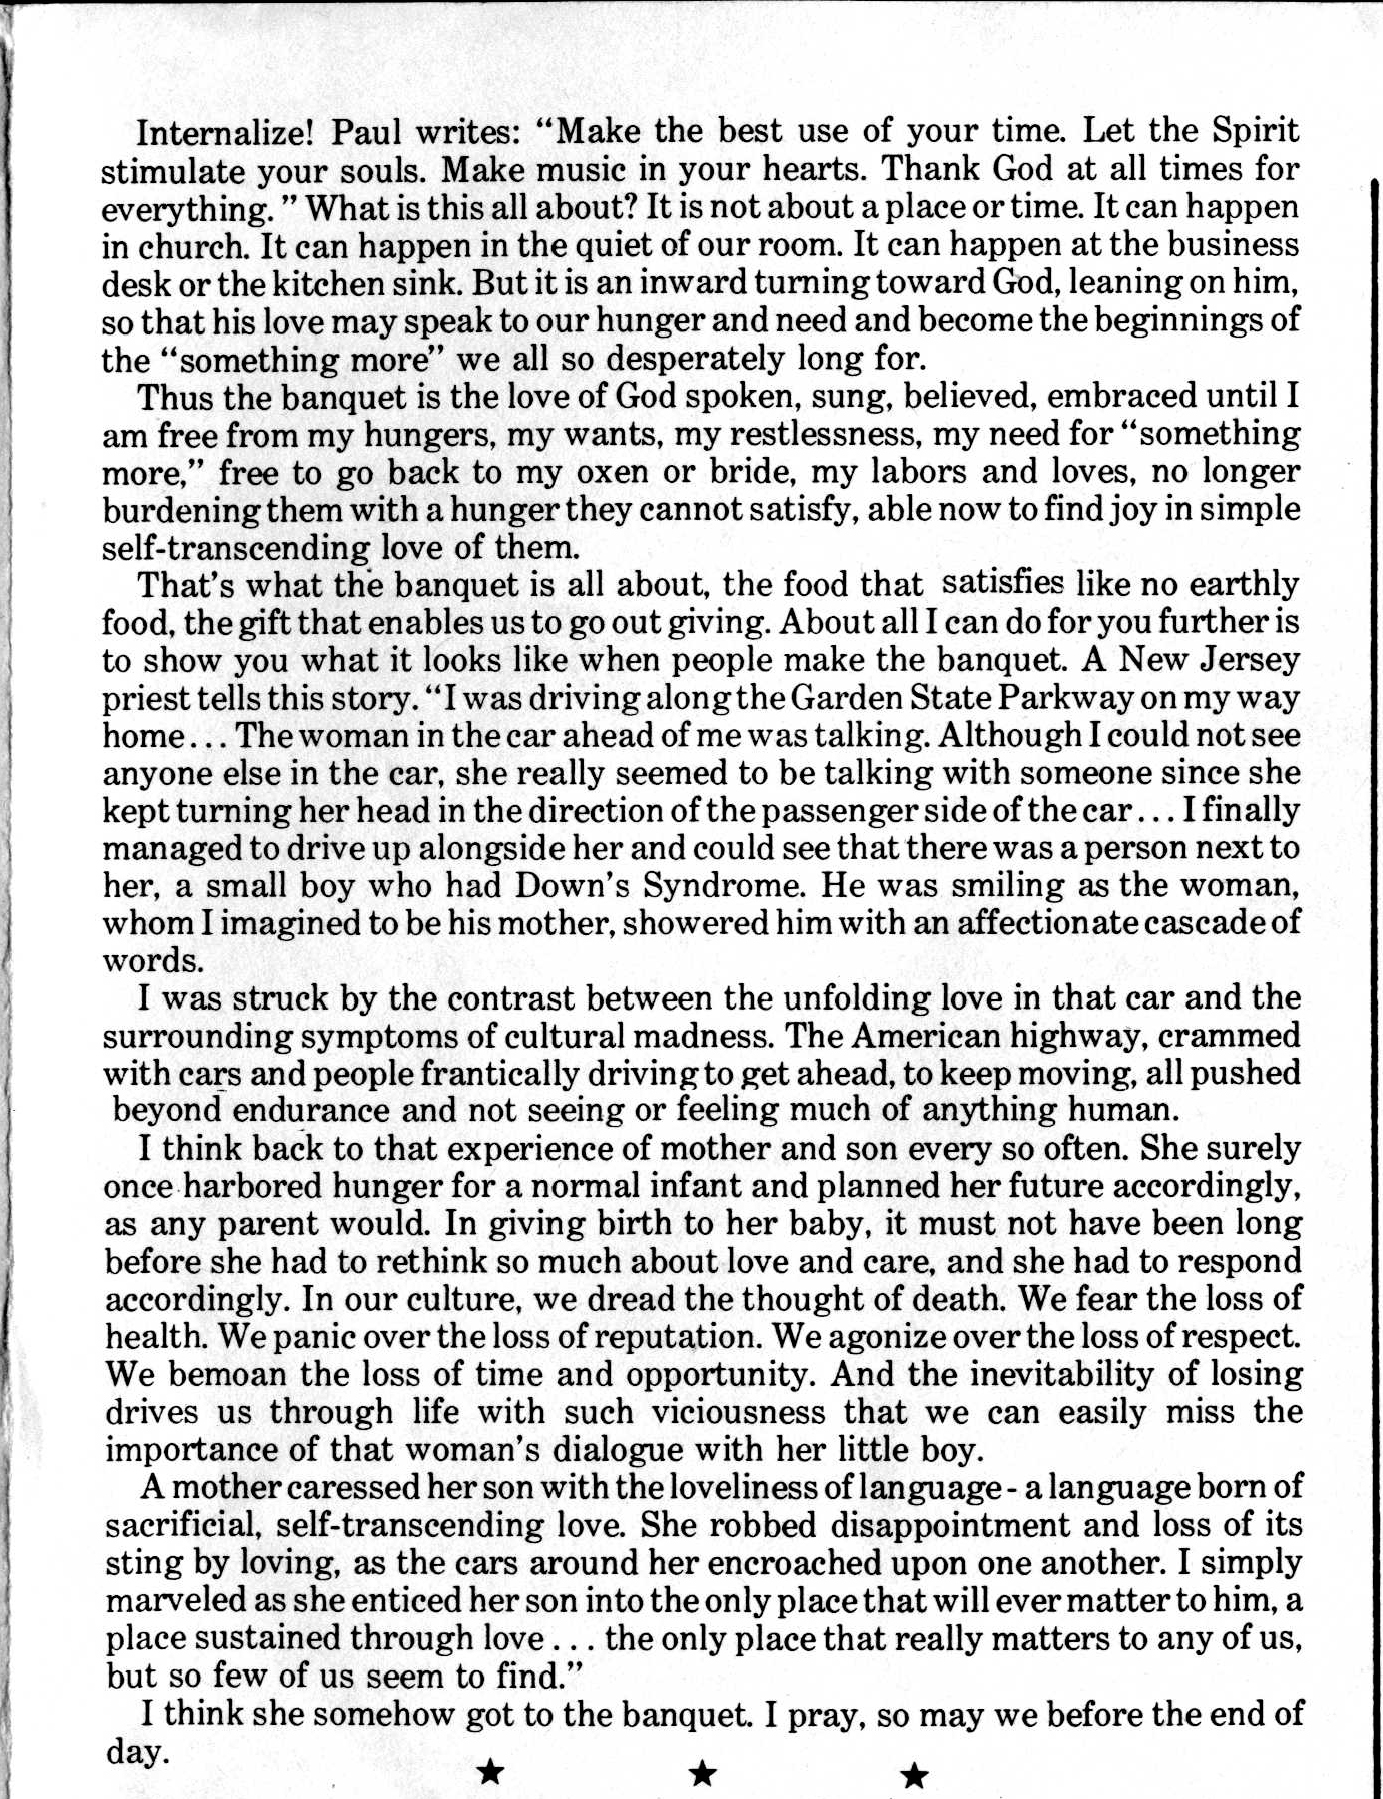 Internalize! Paul writes: “Make the best use of your time. Let the Spirit
stimulate your souls. Make music in your hearts. Thank God at all times for
everything. ” What is this all about? It is not about a place or time. It can happen
in church. It can happen in the quiet of our room. It can happen at the business
desk or the kitchen sink. But it is an inward turning toward God, leaning on him,
so that his love may speak to our hunger and need and become the beginnings of
the “something more” we all so desperately long for.
Thus the banquet is the love of God spoken, sung, believed, embraced until I
am free from my hungers, my wants, my restlessness, my need for “something
more,” free to go back to my oxen or bride, my labors and loves, no longer
burdening them with a hunger they cannot satisfy, able now to find joy in simple
self-transcending love of them.
That’s what the banquet is all about, the food that satisfies like no earthly
food, the gift that enables us to go out giving. About all I can do for you further is
to show you what it looks like when people make the banquet. A New Jersey
priest tells this story. “I was driving along the Garden State Parkway on my way
home... The woman in the car ahead of me was talking. Although I could not see
anyone else in the car, she really seemed to be talking with someone since she
kept turning her head in the direction of the passenger side of the car... I finally
managed to drive up alongside her and could see that there was a person next to
her, a small boy who had Down’s Syndrome. He was smiling as the woman,
whom I imagined to be his mother, showered him with an affectionate cascade of
words.
I was struck by the contrast between the unfolding love in that car and the
surrounding symptoms of cultural madness. The American highway, crammed
with cars and people frantically driving to get ahead, to keep moving, all pushed
beyond endurance and not seeing or feeling much of anything human.
I think back to that experience of mother and son every so often. She surely
once harbored hunger for a normal infant and planned her future accordingly,
as any parent would. In giving birth to her baby, it must not have been long
before she had to rethink so much about love and care, and she had to respond
accordingly. In our culture, we dread the thought of death. We fear the loss of
health. We panic over the loss of reputation. We agonize over the loss of respect.
We bemoan the loss of time and opportunity. And the inevitability of losing
drives us through life with such viciousness that we can easily miss the
importance of that woman’s dialogue with her little boy.
A mother caressed her son with the loveliness of language - a language born of
sacrificial, self-transcending love. She robbed disappointment and loss of its
sting by loving, as the cars around her encroached upon one another. I simply
marveled as she enticed her son into the only place that will ever matter to him, a
place sustained through love ... the only place that really matters to any of us,
but so few of us seem to find.”
I think she somehow got to the banquet. I pray, so may we before the end of
day.
★ ★ ★